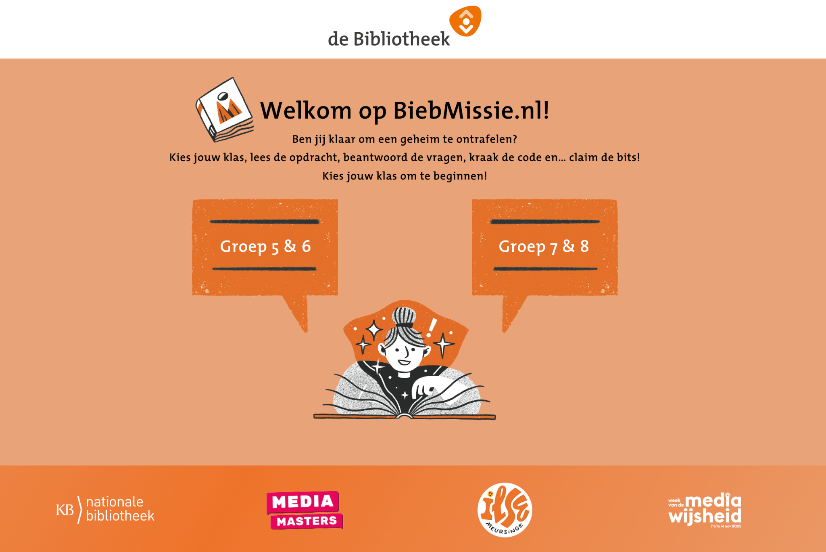 de Bibliotheek
Welkom op BiebMissie.nl!
Ben jij klaar om een geheim te ontrafelen?
Kies jouw klas, lees de opdracht, beantwoord de vragen, kraak de code en... claim de bits!
Kies jouw klas om te beginnen!
Groep 5 & 6
Groep 7 & 8
!
KB nationale
bibliotheek
MEDIA
MASTERS
ilse
MEURSINGE
week
van de media
wijsheid